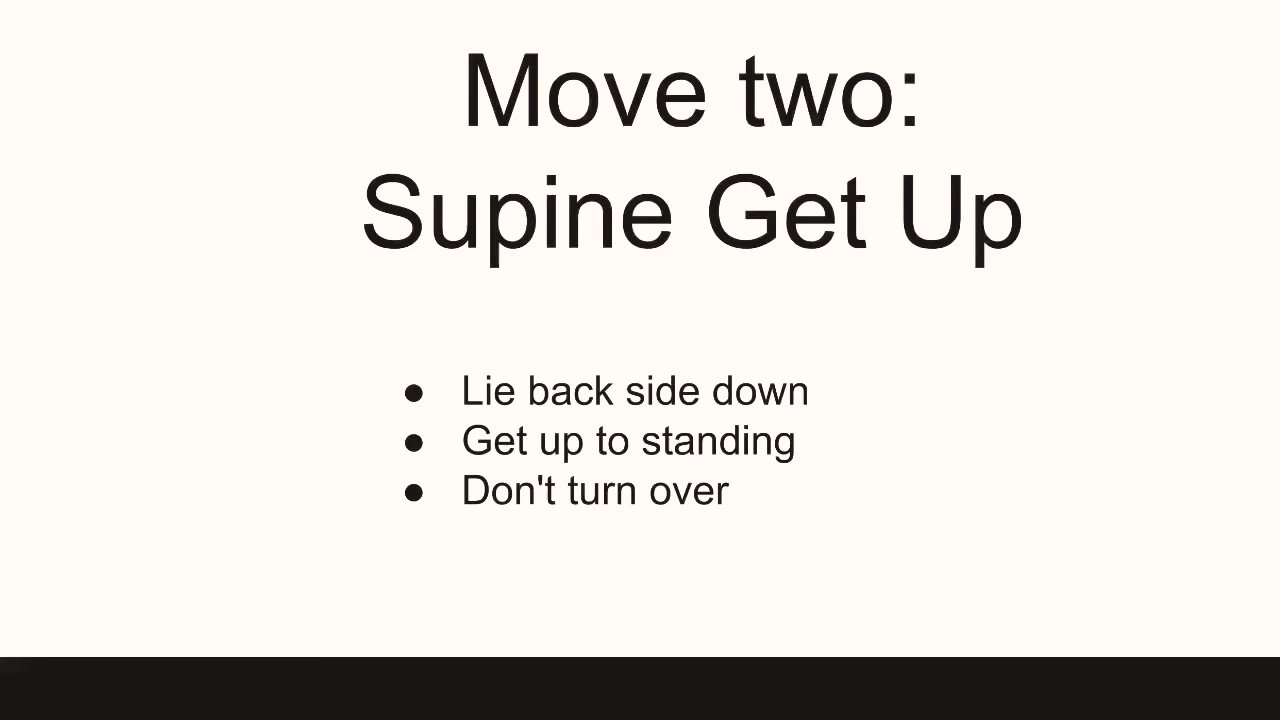 Move two:
Supine Get Up
● Lie back side down
● Get up to standing
● Don't turn over